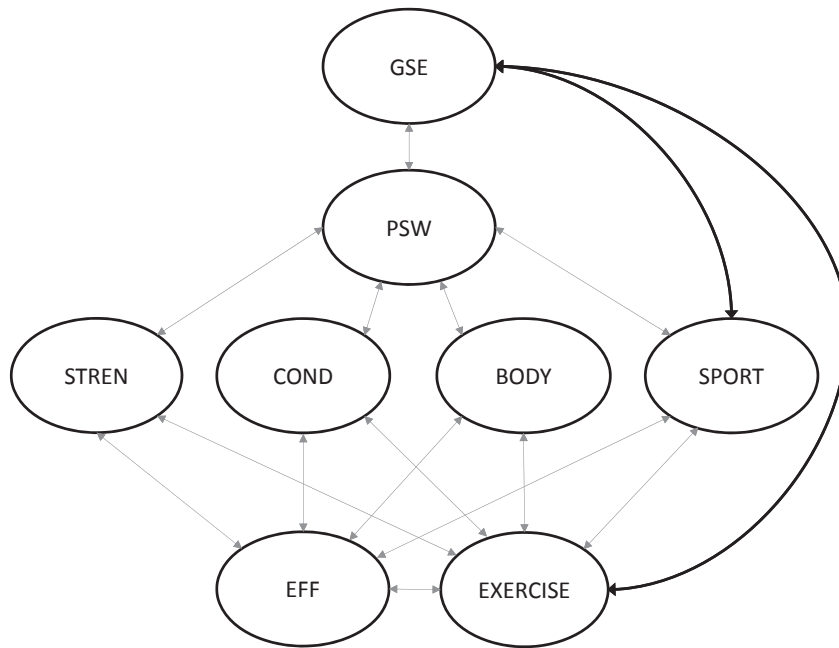 GSE
PSW
STREN
COND
BODY
SPORT
EFF
EXERCISE